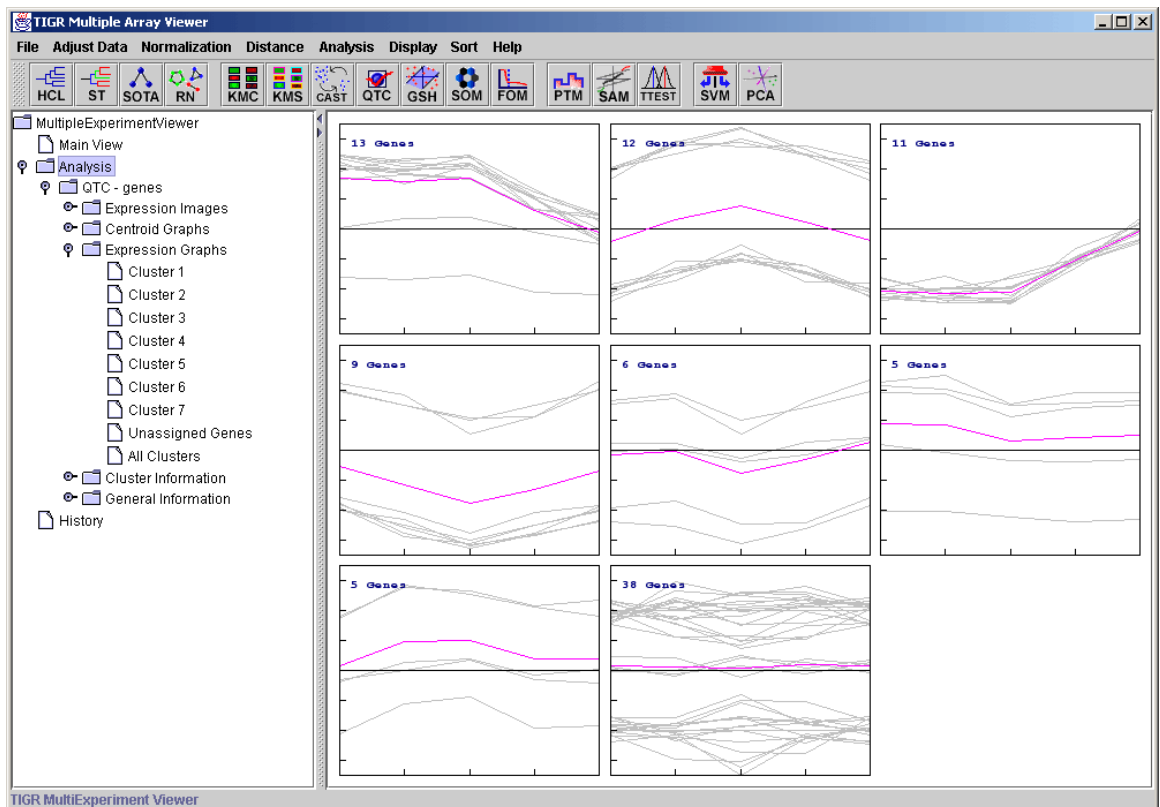 TIGR Multiple Array Viewer
File Adjust Data Normalization Distance Analysis Display Sort Help
HCL ST SOTA RN KMC KMS CAST QTC GSH SOM FOM PTM SAM TTEST SVM PCA
MultipleExperimentViewer
Main View
Analysis
QTC - genes
Expression Images
Centroid Graphs
Expression Graphs
Cluster 1
Cluster 2
Cluster 3
Cluster 4
Cluster 5
Cluster 6
Cluster 7
Unassigned Genes
All Clusters
Cluster Information
General Information
History
13 Genes
12 Genes
11 Genes
9 Genes
6 Genes
5 Genes
5 Genes
38 Genes
TIGR MultiExperiment Viewer